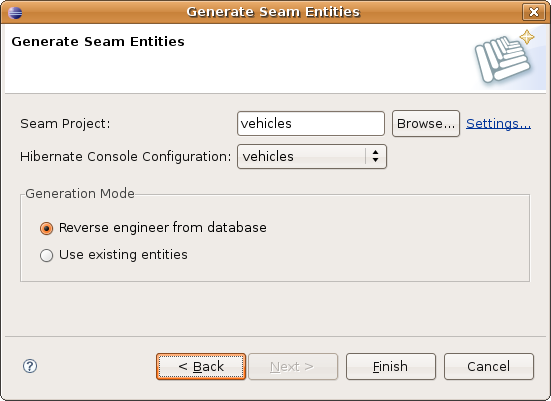 Generate Seam Entities
Generate Seam Entities
Seam Project: vehicles Browse... Settings...
Hibernate Console Configuration: vehicles
Generation Mode
Reverse engineer from database
Use existing entities
? < Back Next > Finish Cancel